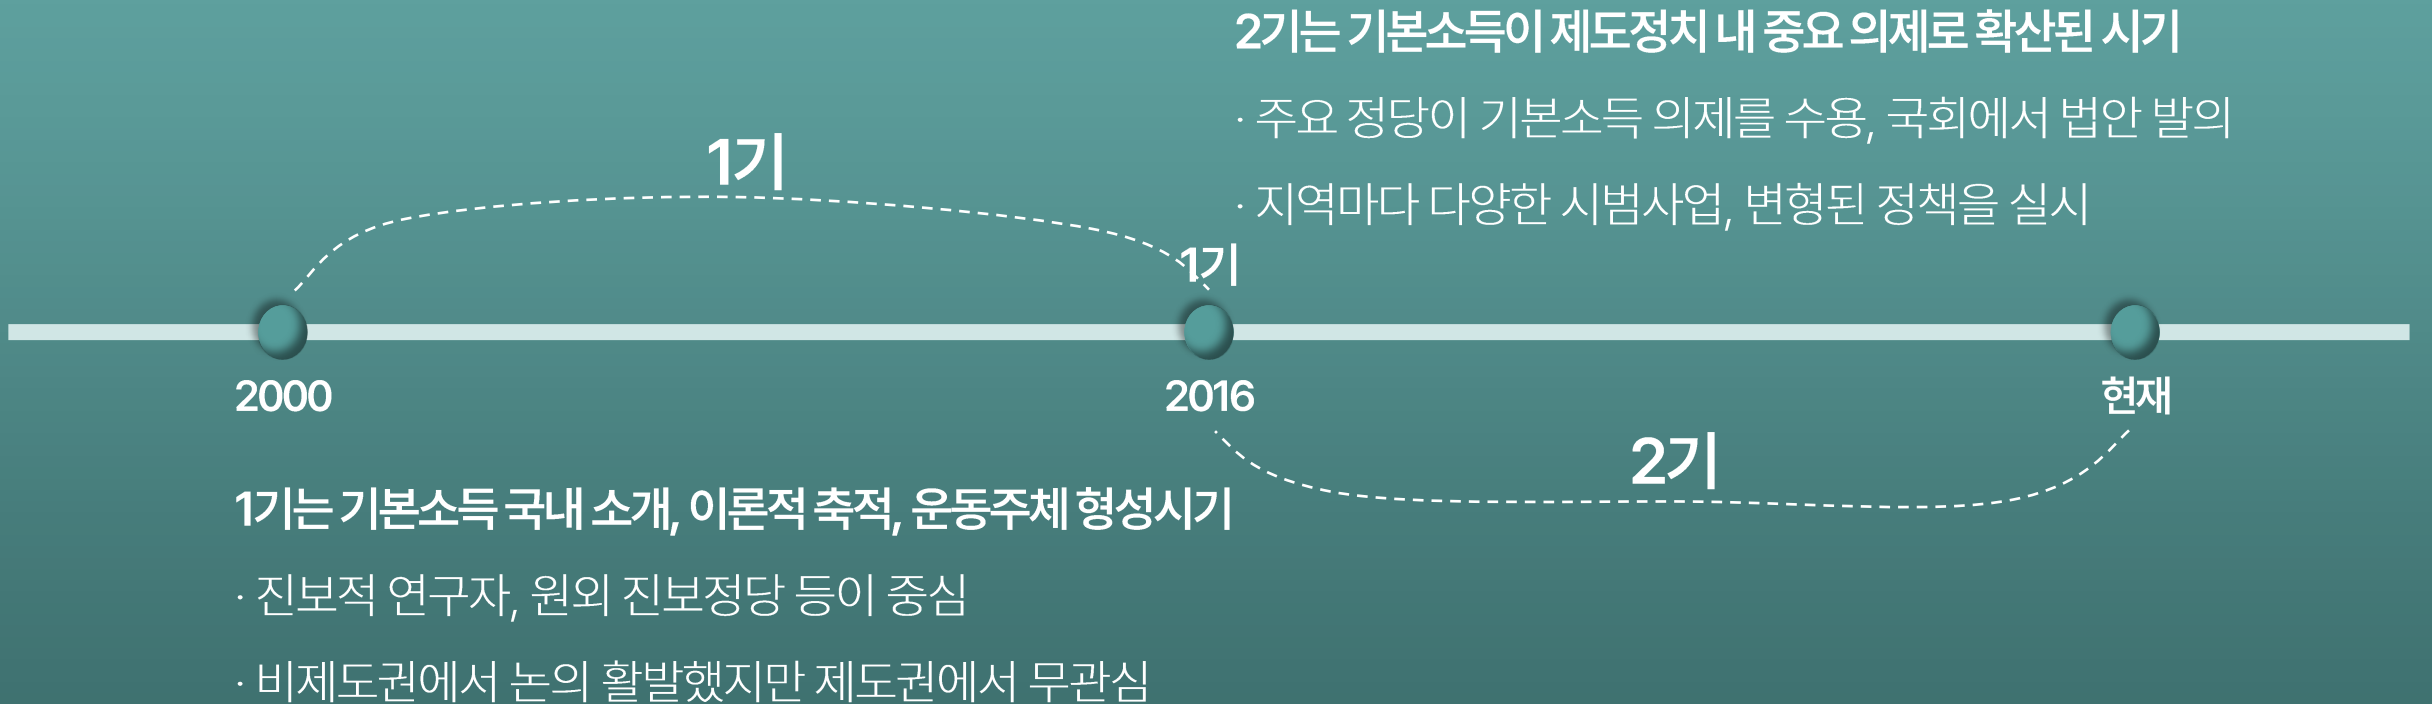 2기는 기본소득이 제도정치 내 중요 의제로 확산된 시기
· 주요 정당이 기본소득 의제를 수용, 국회에서 법안 발의
· 지역마다 다양한 시범사업, 변형된 정책을 실시
1기
1기
2000
2016
현재
2기
1기는 기본소득 국내 소개, 이론적 축적, 운동주체 형성시기
· 진보적 연구자, 원외 진보정당 등이 중심
· 비제도권에서 논의 활발했지만 제도권에서 무관심